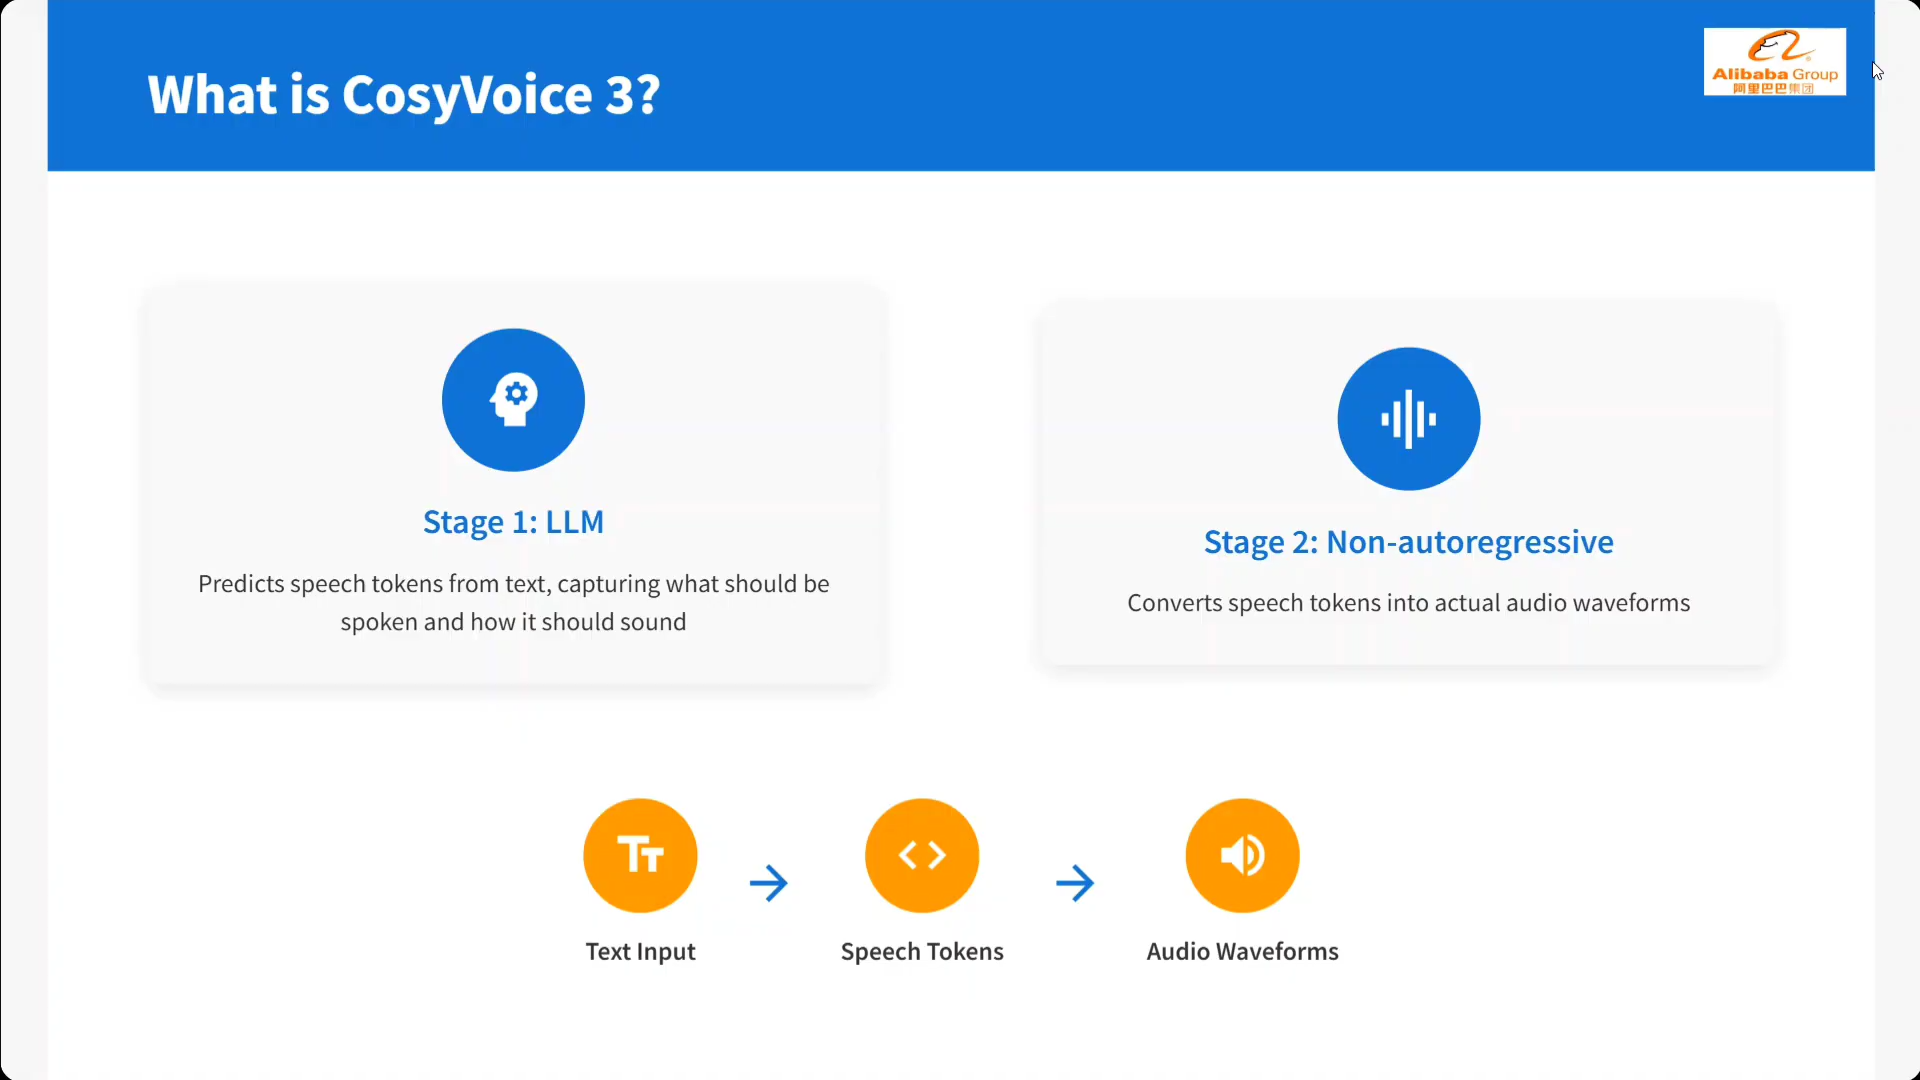 What is CosyVoice 3?
Alibaba Group
阿里巴巴集团
Stage 1: LLM
Predicts speech tokens from text, capturing what should be
spoken and how it should sound
Stage 2: Non-autoregressive
Converts speech tokens into actual audio waveforms
Text Input
Speech Tokens
Audio Waveforms